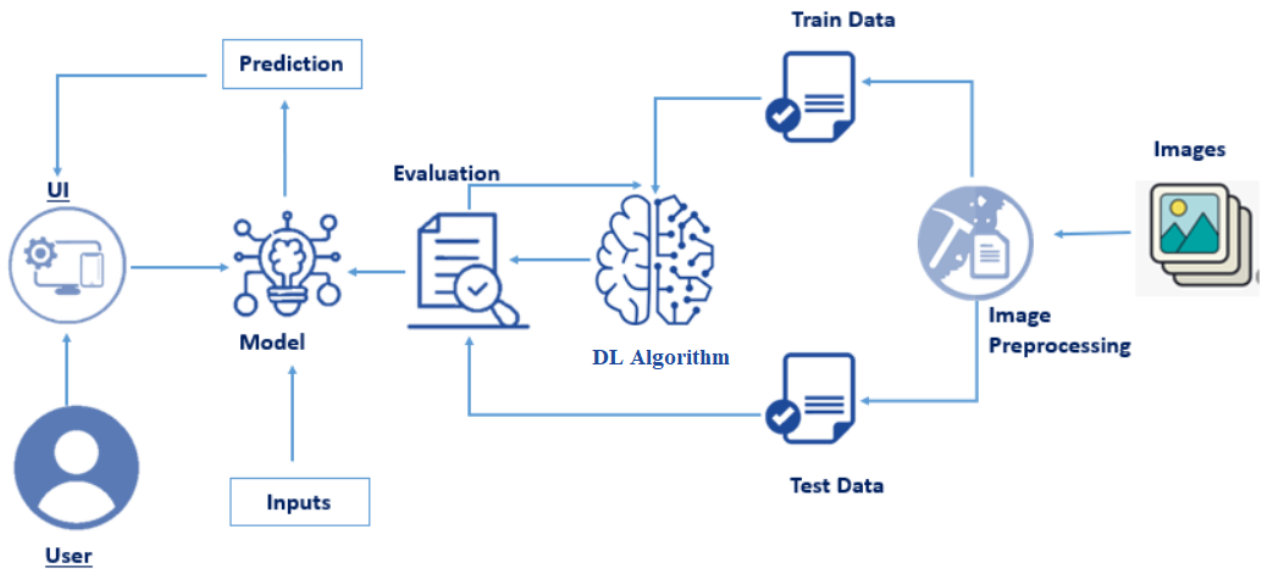 Train Data
Prediction
Images
Evaluation
UI
Image
Preprocessing
Model
DL Algorithm
Test Data
Inputs
User